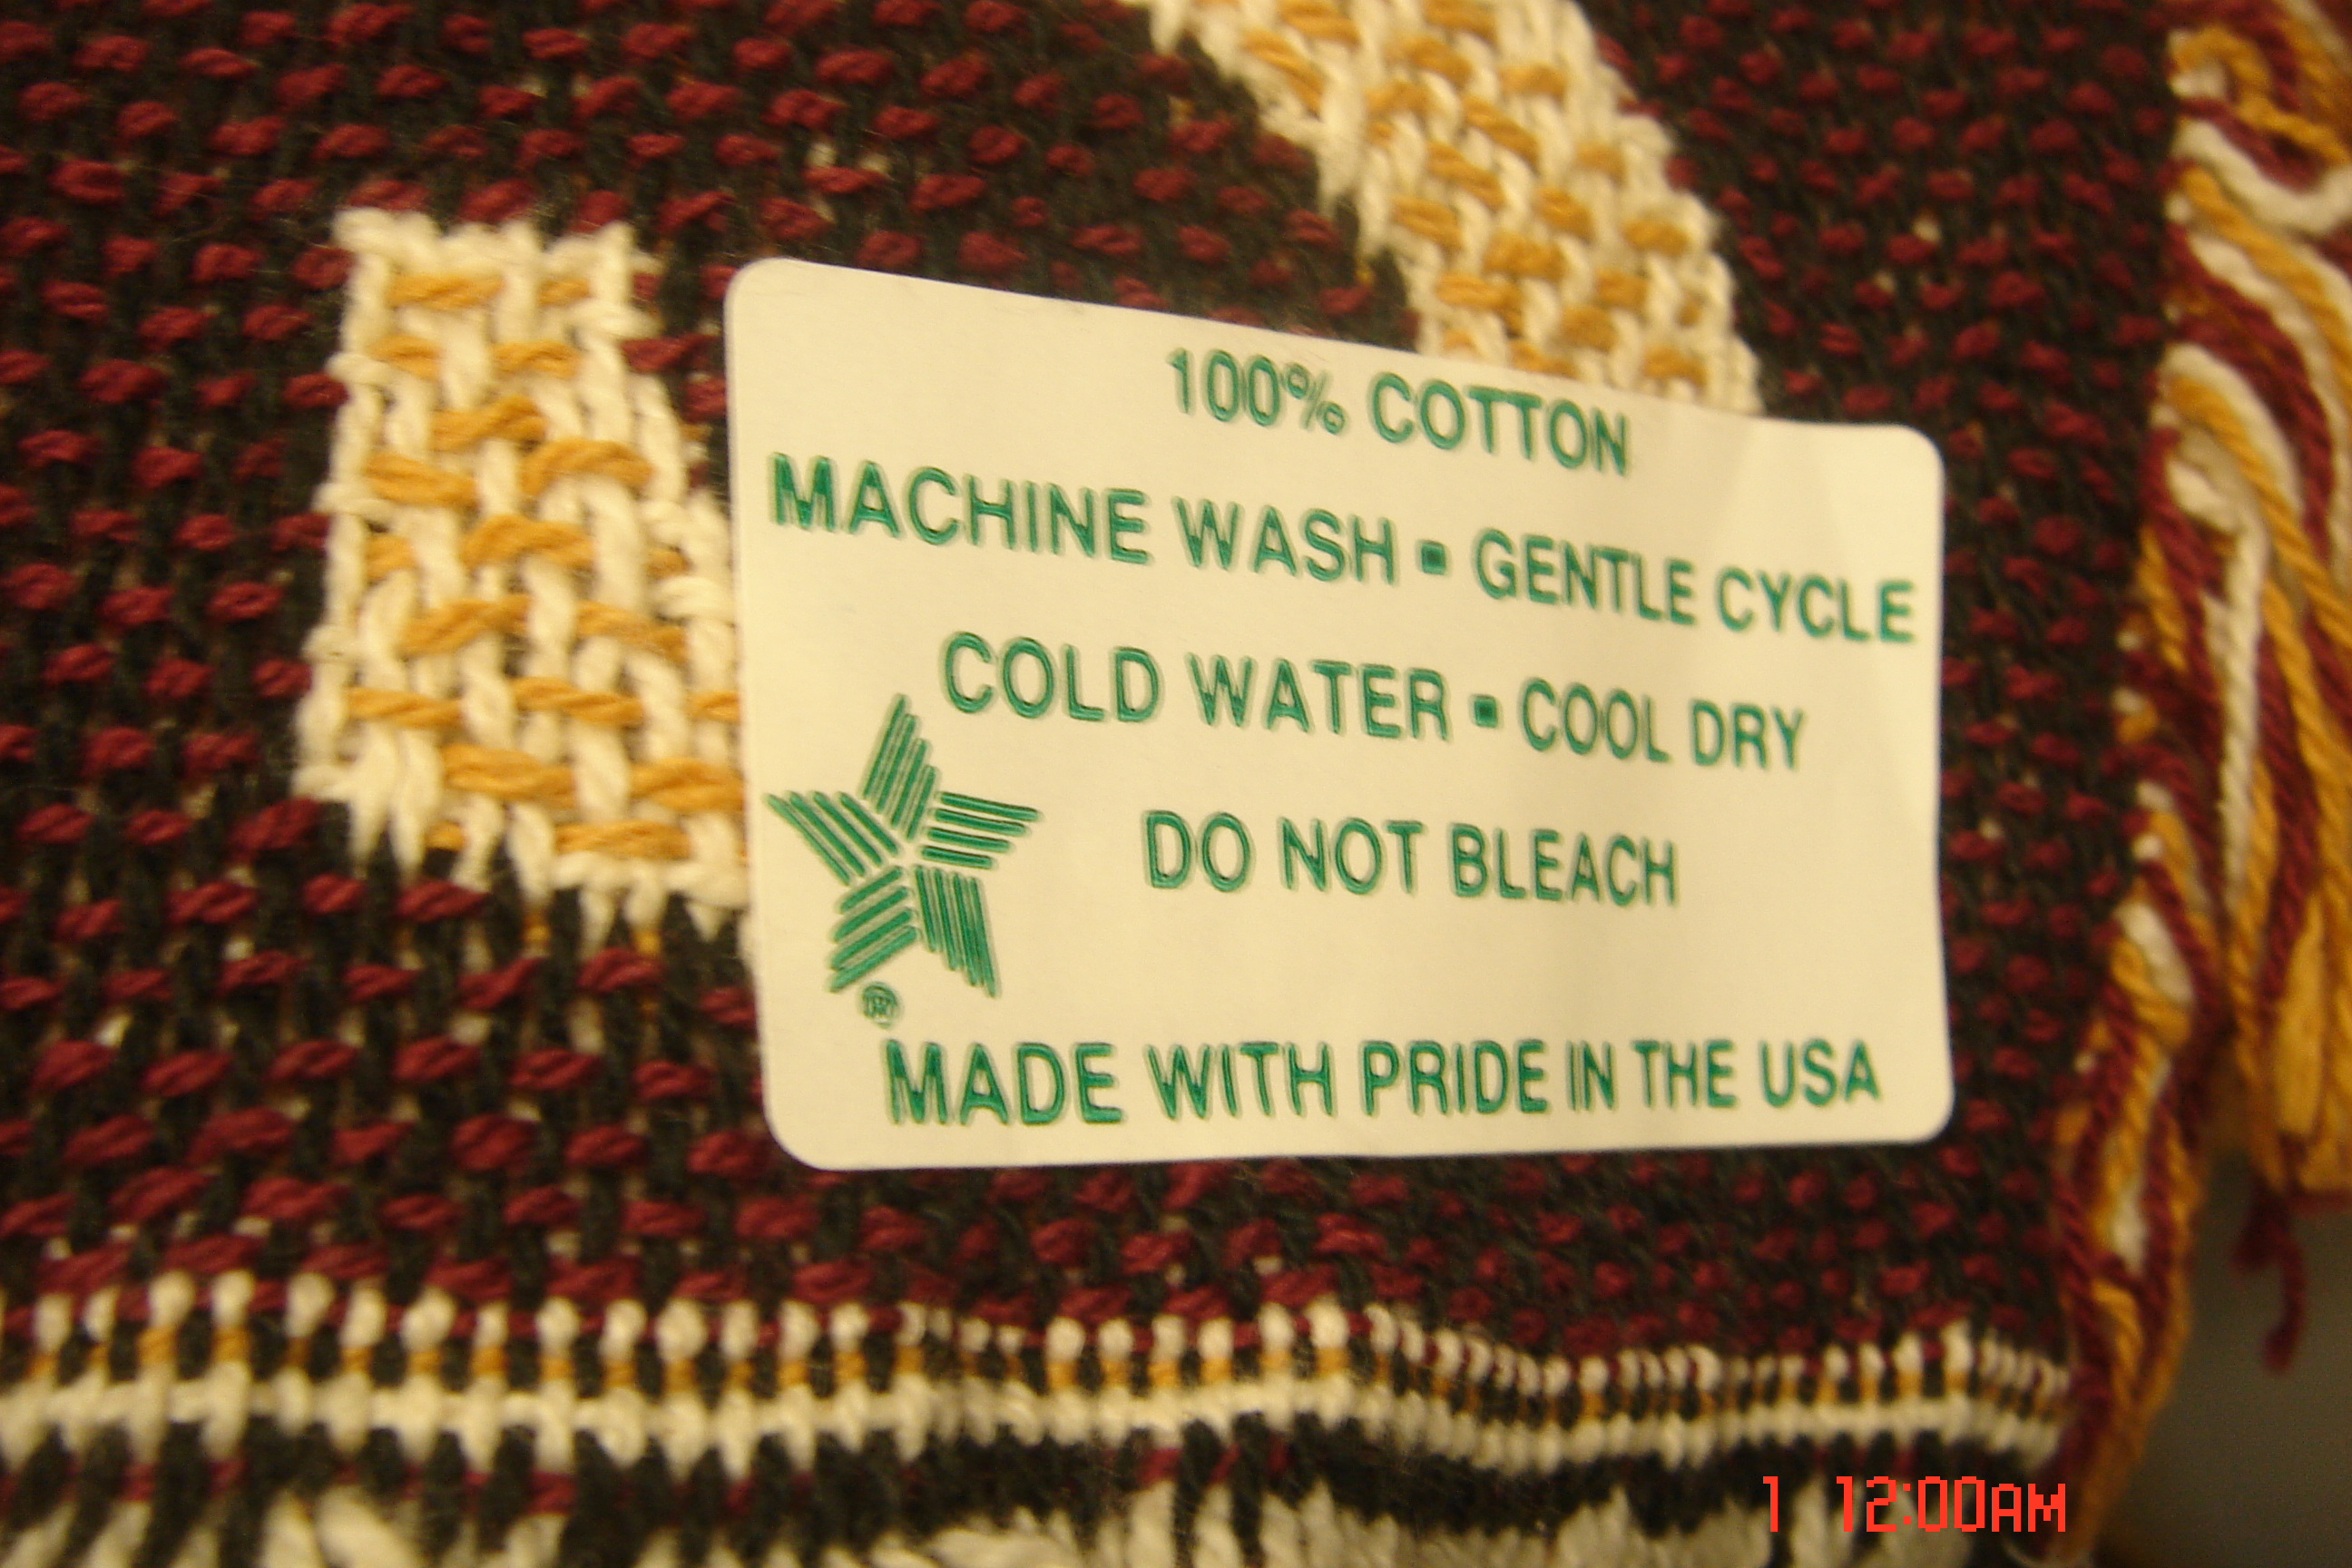 100% COTTON
MACHINE WASH ▪ GENTLE CYCLE
COLD WATER ▪ COOL DRY
DO NOT BLEACH
®
MADE WITH PRIDE IN THE USA
1 12:00AM